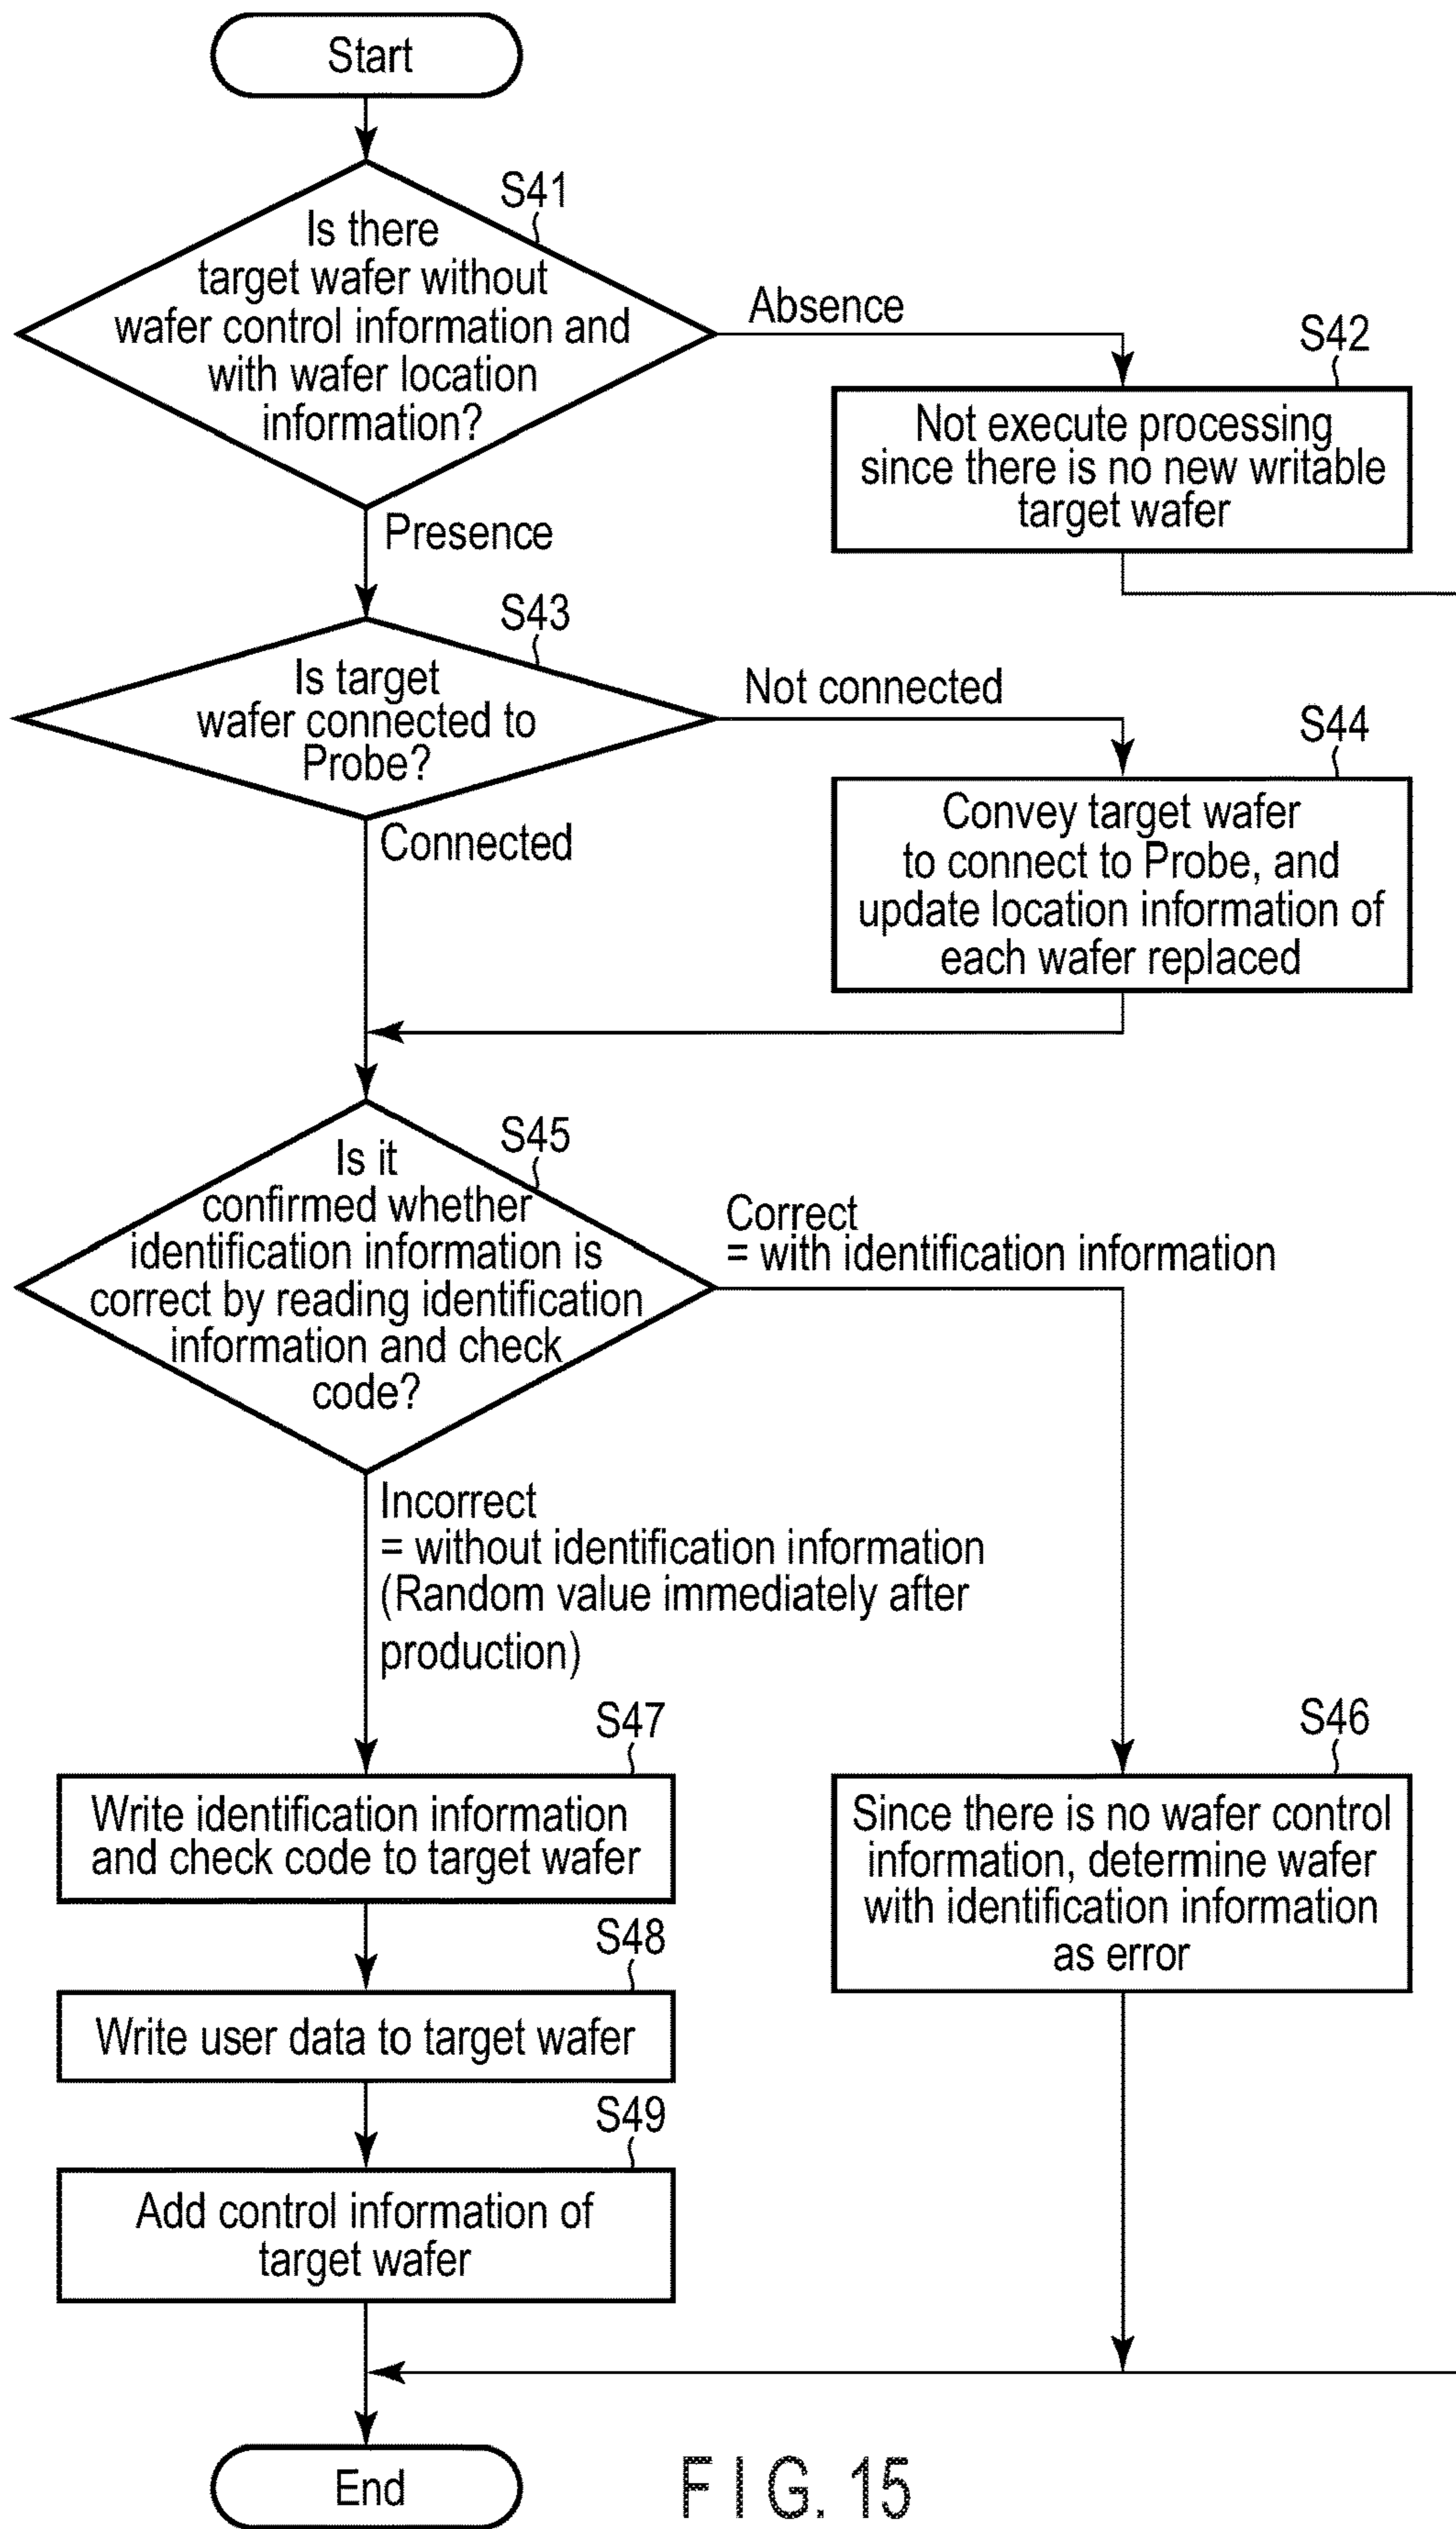 Start
S41
Is there
target wafer without
wafer control information and
with wafer location
information?
Absence
S42
Not execute processing
since there is no new writable
target wafer
Presence
S43
Is target
wafer connected to
Probe?
Not connected
S44
Convey target wafer
to connect to Probe, and
update location information of
each wafer replaced
Connected
S45
Is it
confirmed whether
identification information is
correct by reading identification
information and check
code?
Correct
= with identification information
Incorrect
= without identification information
(Random value immediately after
production)
S47
Write identification information
and check code to target wafer
S46
Since there is no wafer control
information, determine wafer
with identification information
as error
S48
Write user data to target wafer
S49
Add control information of
target wafer
End
FIG. 15